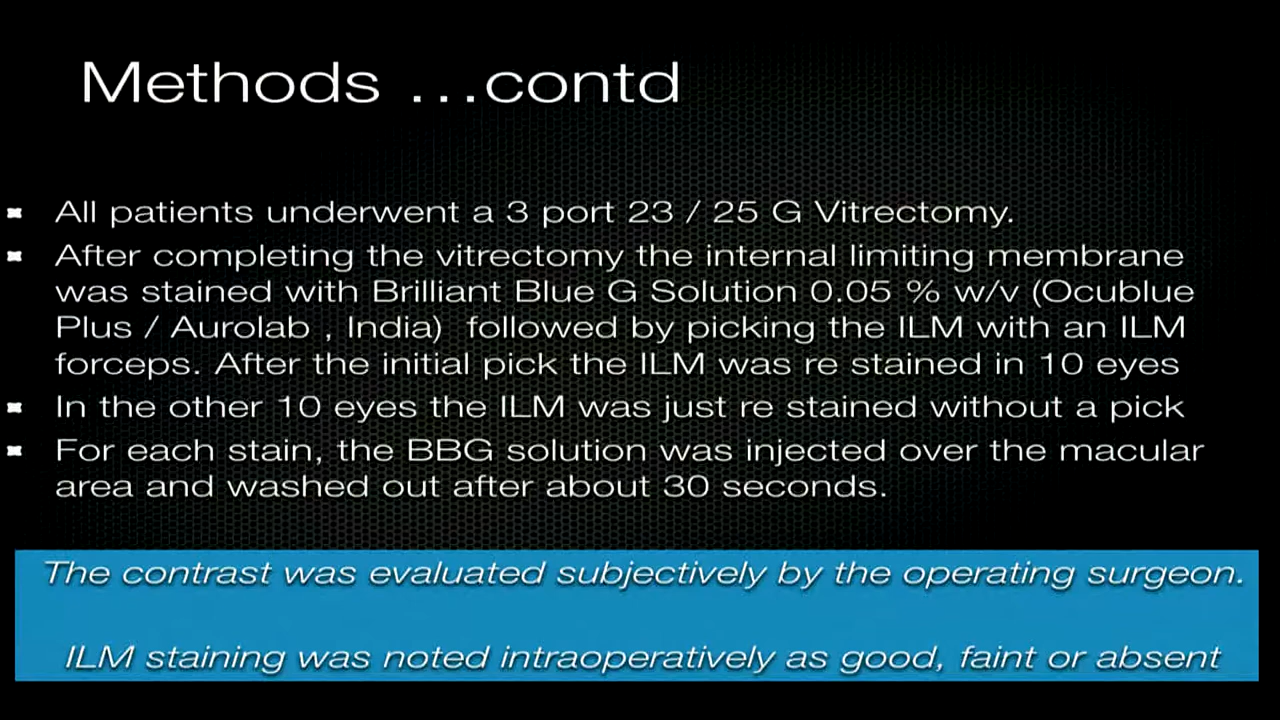 Methods ...contd
All patients underwent a 3 port 23 / 25 G Vitrectomy.
After completing the vitrectomy the internal limiting membrane
was stained with Brilliant Blue G Solution 0.05 % w/v (Ocublue
Plus / Aurolab , India) followed by picking the ILM with an ILM
forceps. After the initial pick the ILM was re stained in 10 eyes
In the other 10 eyes the ILM was just re stained without a pick
For each stain, the BBG solution was injected over the macular
area and washed out after about 30 seconds.
The contrast was evaluated subjectively by the operating surgeon.
ILM staining was noted intraoperatively as good, faint or absent